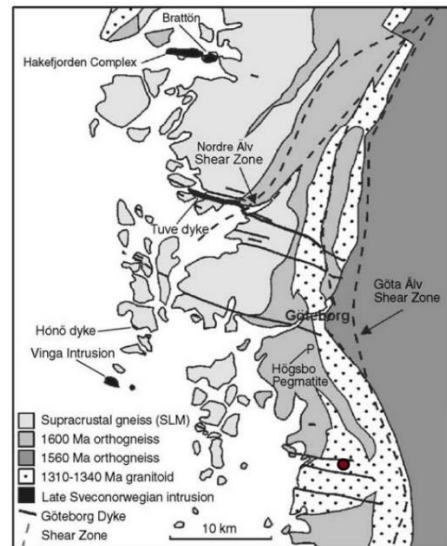 Brattön
Hakefjorden Complex
Nordre Älv
Shear Zone
Tuve dyke
Göta Älv
Shear Zone
Göteborg
Hönö dyke
P
Vinga Intrusion
Högsbo
Pegmatite
Supracrustal gneiss (SLM)
1600 Ma orthogneiss
1560 Ma orthogneiss
1310-1340 Ma granitoid
Late Sveconorwegian intrusion
Göteborg Dyke
Shear Zone
10 km